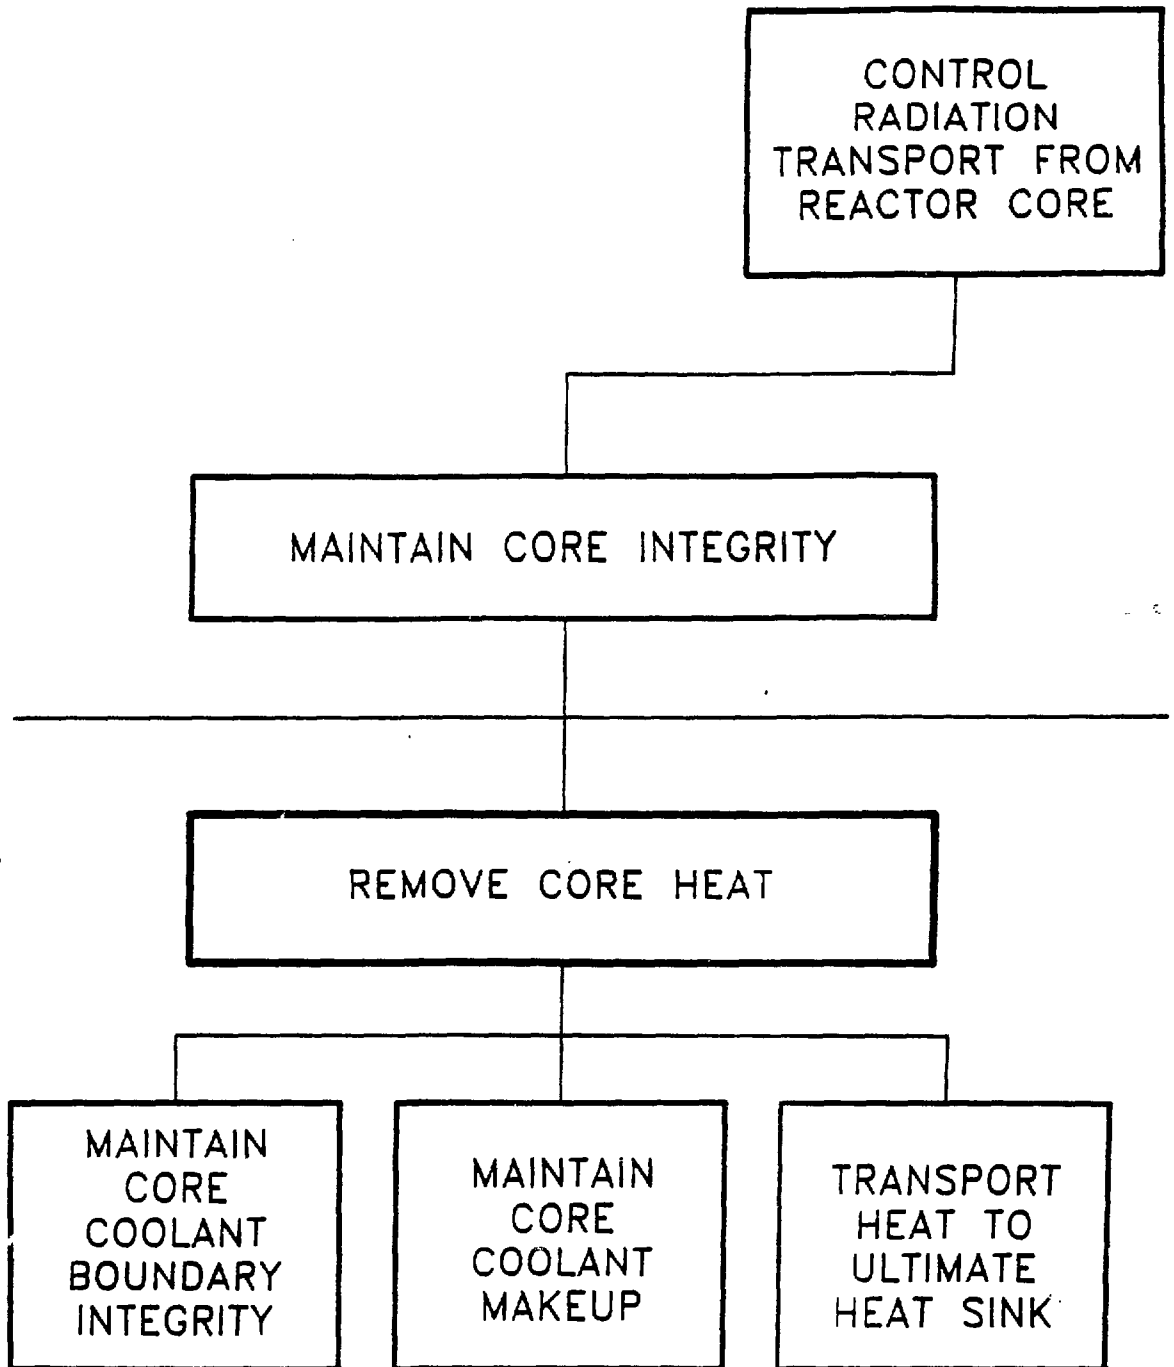 CONTROL
RADIATION
TRANSPORT FROM
REACTOR CORE
MAINTAIN CORE INTEGRITY
REMOVE CORE HEAT
MAINTAIN
CORE
COOLANT
BOUNDARY
INTEGRITY
MAINTAIN
CORE
COOLANT
MAKEUP
TRANSPORT
HEAT TO
ULTIMATE
HEAT SINK